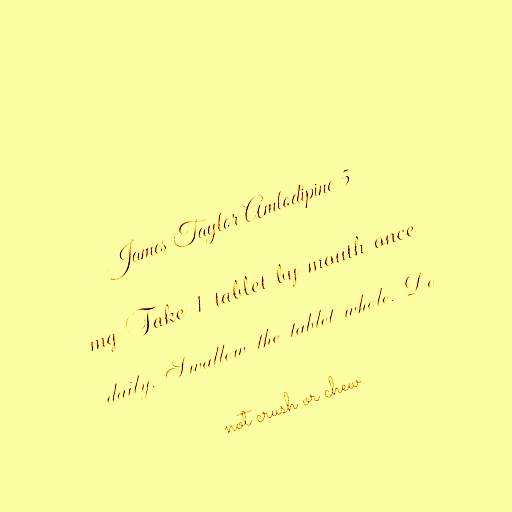 James Taylor Amlodipine 5
mg Take 1 tablet by mouth once
daily. Swallow the tablet whole. Do
not crush or chew